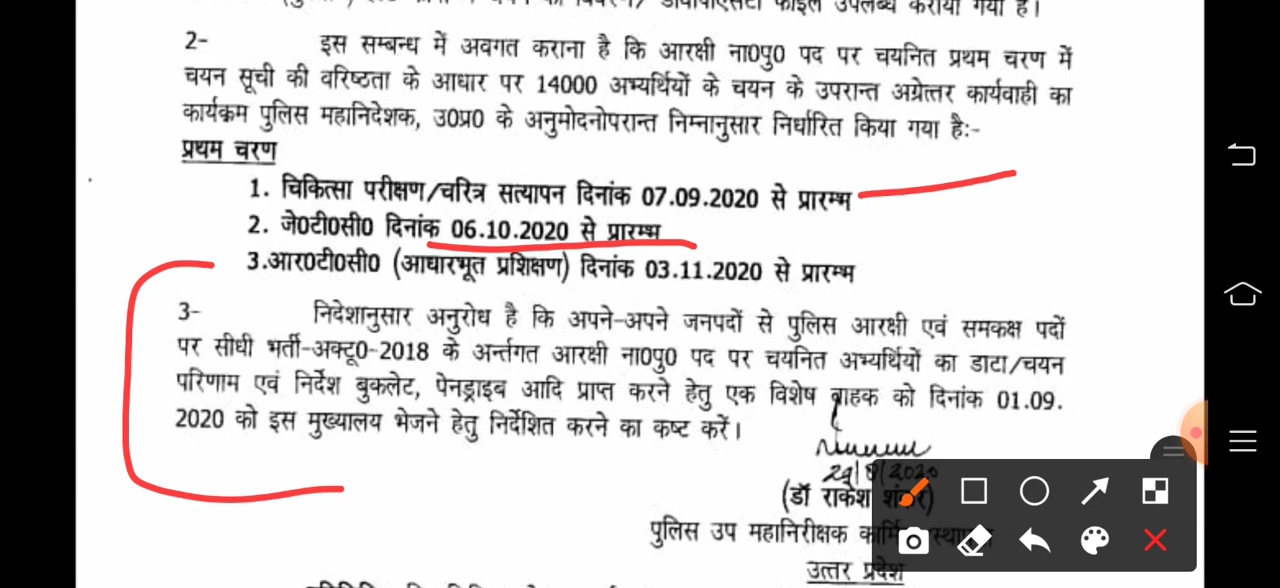 उपलब्ध कराया गया है।
2- इस सम्बन्ध में अवगत कराना है कि आरक्षी ना0पु0 पद पर चयनित प्रथम चरण में
चयन सूची की वरिष्ठता के आधार पर 14000 अभ्यर्थियों के चयन के उपरान्त अग्रेत्तर कार्यवाही का
कार्यक्रम पुलिस महानिदेशक, उ0प्र0 के अनुमोदनोपरान्त निम्नानुसार निर्धारित किया गया है:-
प्रथम चरण
1. चिकित्सा परीक्षण/चरित्र सत्यापन दिनांक 07.09.2020 से प्रारम्भ
2. जे0टी0सी0 दिनांक 06.10.2020 से प्रारम्भ
3.आर0टी0सी0 (आधारभूत प्रशिक्षण) दिनांक 03.11.2020 से प्रारम्भ
3- निदेशानुसार अनुरोध है कि अपने-अपने जनपदों से पुलिस आरक्षी एवं समकक्ष पदों
पर सीधी भर्ती-अक्टू0-2018 के अर्न्तगत आरक्षी ना0पु0 पद पर चयनित अभ्यर्थियों का डाटा/चयन
परिणाम एवं निर्देश बुकलेट, पेनड्राइब आदि प्राप्त करने हेतु एक विशेष वाहक को दिनांक 01.09.
2020 को इस मुख्यालय भेजने हेतु निर्देशित करने का कष्ट करें।
(डॉ राकेश शंकर)
पुलिस उप महानिरीक्षक
उत्तर प्रदेश